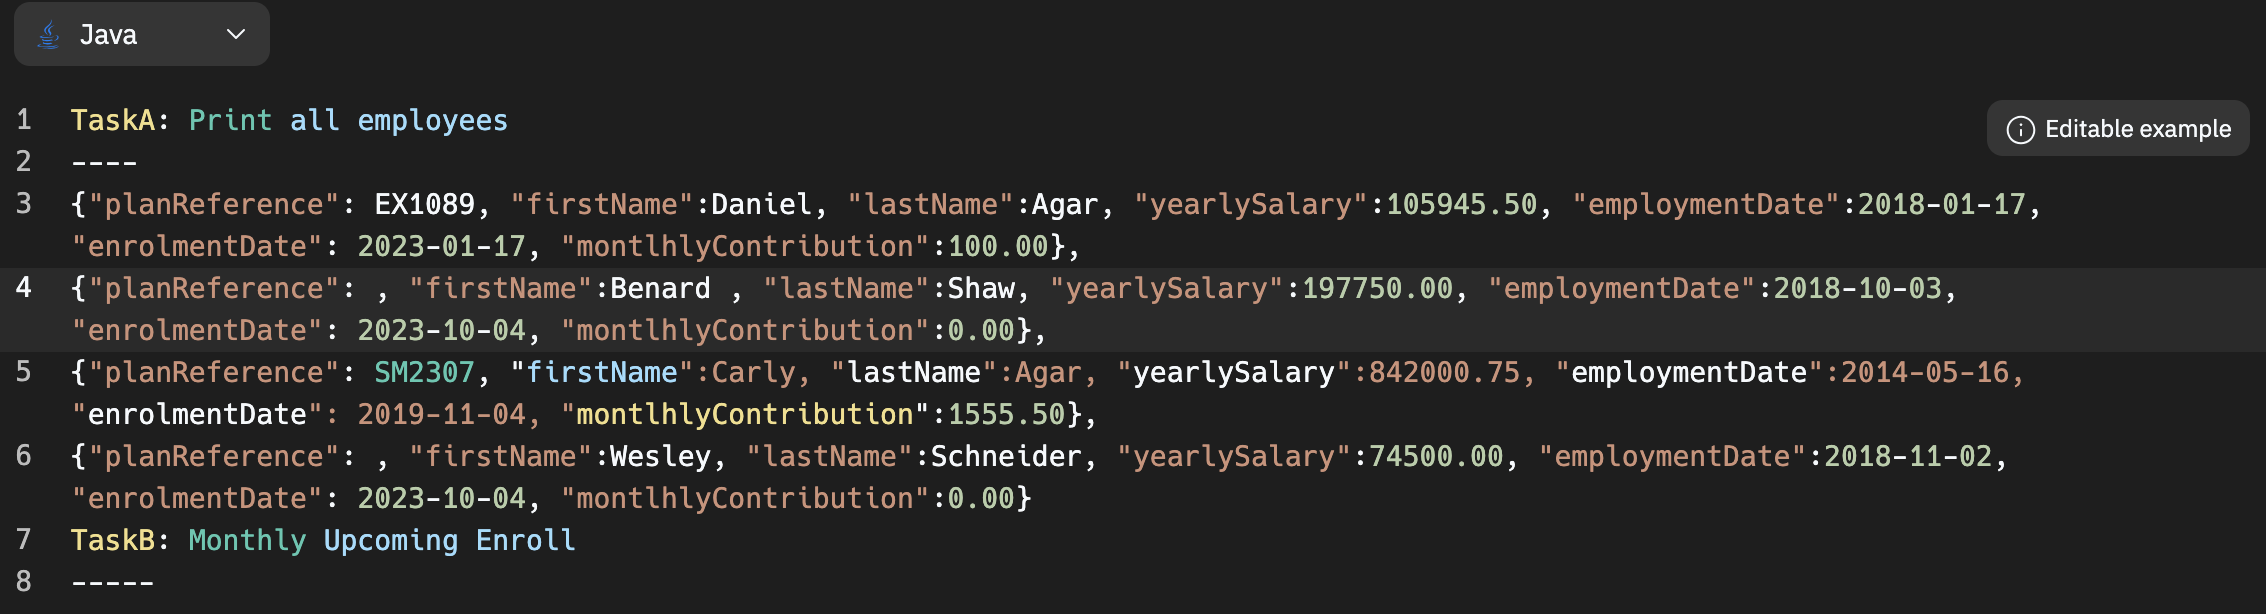 Java
1 TaskA: Print all employees
Editable example
2 ----
3 {"planReference": EX1089, "firstName":Daniel, "lastName":Agar, "yearlySalary":105945.50, "employmentDate":2018-01-17,
"enrolmentDate": 2023-01-17, "montlhlyContribution":100.00},
4 {"planReference": , "firstName":Benard , "lastName":Shaw, "yearlySalary":197750.00, "employmentDate":2018-10-03,
"enrolmentDate": 2023-10-04, "montlhlyContribution":0.00},
5 {"planReference": SM2307, "firstName":Carly, "lastName":Agar, "yearlySalary":842000.75, "employmentDate":2014-05-16,
"enrolmentDate": 2019-11-04, "montlhlyContribution":1555.50},
6 {"planReference": , "firstName":Wesley, "lastName":Schneider, "yearlySalary":74500.00, "employmentDate":2018-11-02,
"enrolmentDate": 2023-10-04, "montlhlyContribution":0.00}
7 TaskB: Monthly Upcoming Enroll
8 -----